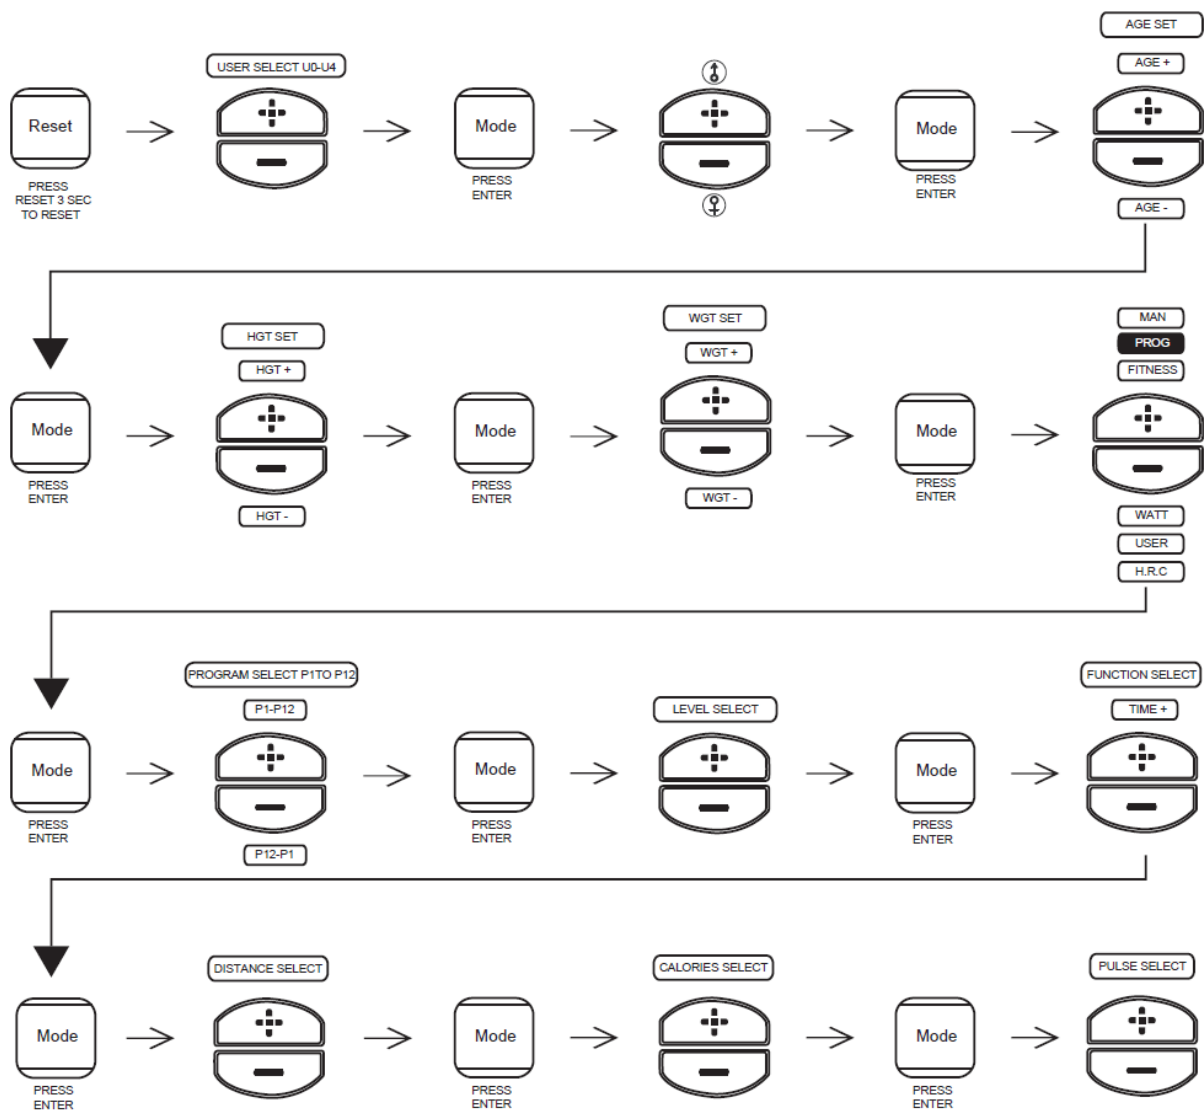 AGE SET
USER SELECT U0-U4
AGE +
Reset
Mode
Mode
PRESS
RESET 3 SEC
TO RESET
PRESS
ENTER
PRESS
ENTER
AGE -
HGT SET
HGT +
WGT SET
WGT +
MAN
PROG
FITNESS
Mode
Mode
Mode
PRESS
ENTER
HGT -
PRESS
ENTER
WGT -
PRESS
ENTER
WATT
USER
H.R.C
PROGRAM SELECT P1TO P12
P1-P12
LEVEL SELECT
FUNCTION SELECT
TIME +
Mode
Mode
Mode
PRESS
ENTER
P12-P1
PRESS
ENTER
PRESS
ENTER
DISTANCE SELECT
CALORIES SELECT
PULSE SELECT
Mode
Mode
Mode
PRESS
ENTER
PRESS
ENTER
PRESS
ENTER